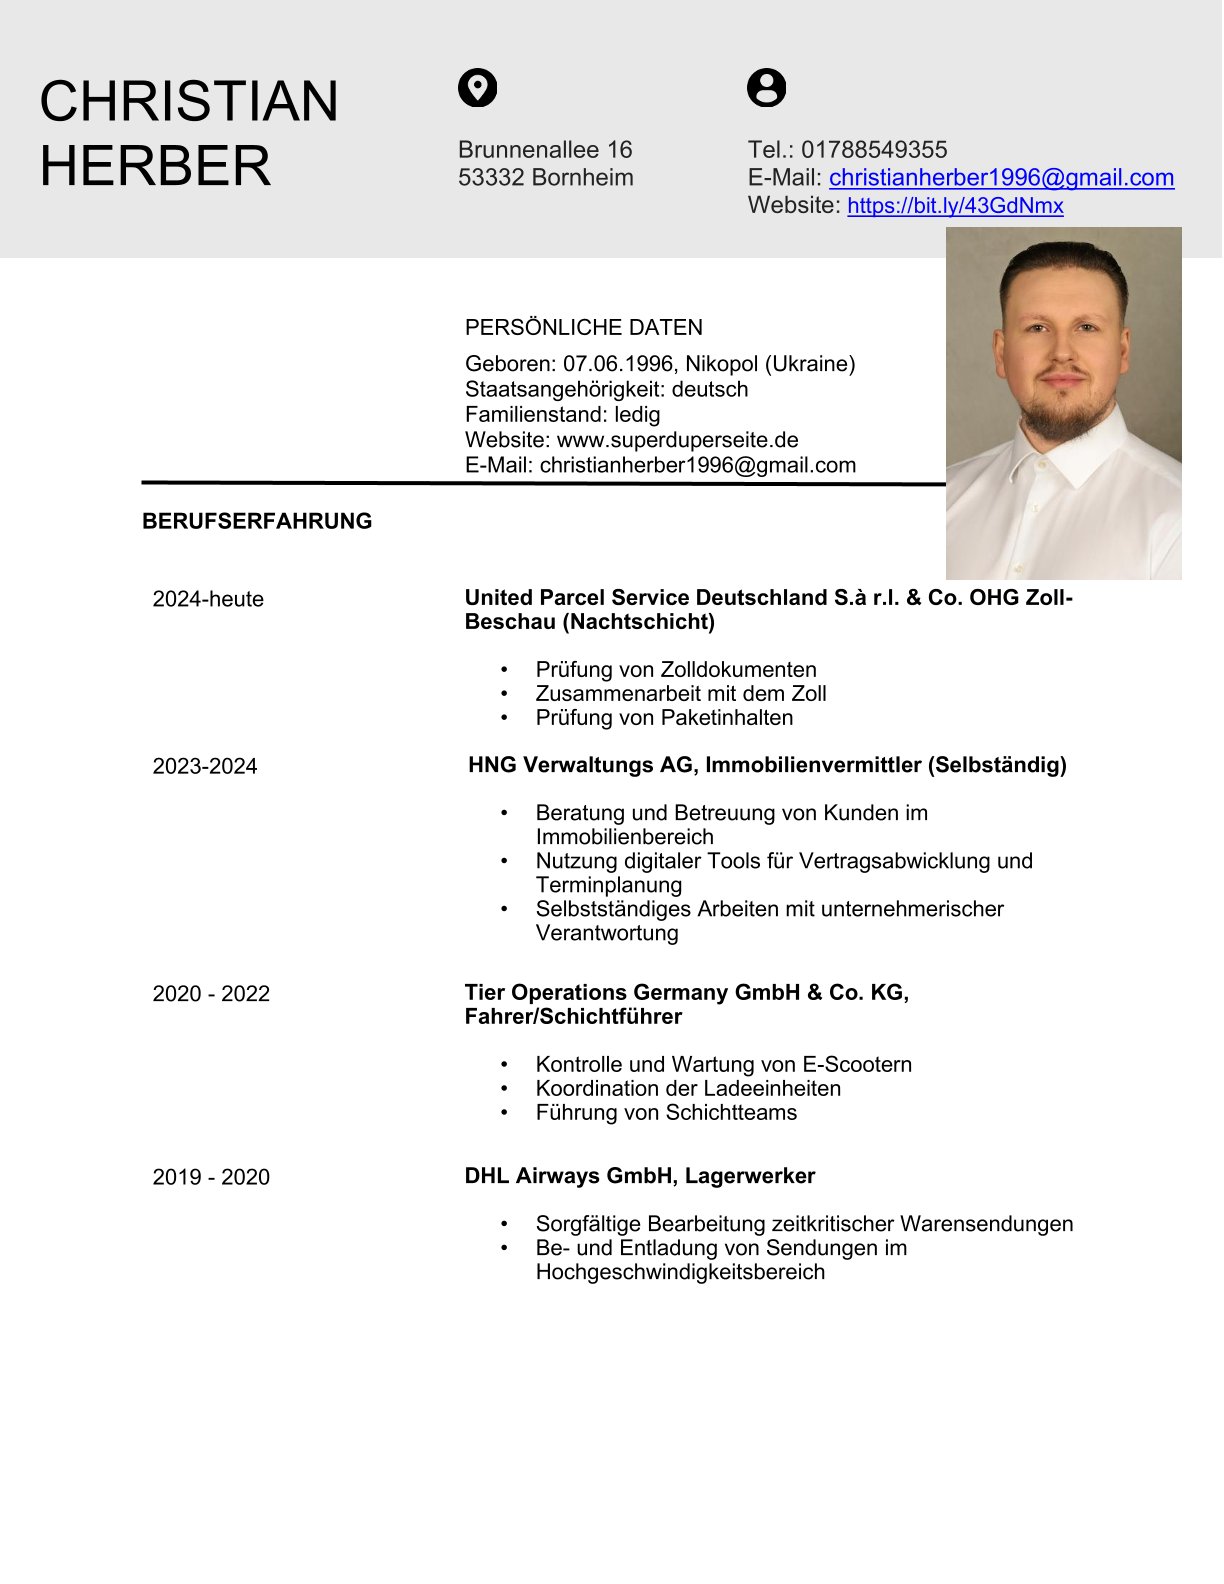 CHRISTIAN
HERBER
Brunnenallee 16
53332 Bornheim
Tel.: 01788549355
E-Mail: christianherber1996@gmail.com
Website: https://bit.ly/43GdNmx
PERSÖNLICHE DATEN
Geboren: 07.06.1996, Nikopol (Ukraine)
Staatsangehörigkeit: deutsch
Familienstand: ledig
Website: www.superduperseite.de
E-Mail: christianherber1996@gmail.com
BERUFSERFAHRUNG
2024-heute
United Parcel Service Deutschland S.à r.l. & Co. OHG Zoll-
Beschau (Nachtschicht)
• Prüfung von Zolldokumenten
• Zusammenarbeit mit dem Zoll
• Prüfung von Paketinhalten
2023-2024
HNG Verwaltungs AG, Immobilienvermittler (Selbständig)
• Beratung und Betreuung von Kunden im
Immobilienbereich
• Nutzung digitaler Tools für Vertragsabwicklung und
Terminplanung
• Selbstständiges Arbeiten mit unternehmerischer
Verantwortung
2020 - 2022
Tier Operations Germany GmbH & Co. KG,
Fahrer/Schichtführer
• Kontrolle und Wartung von E-Scootern
• Koordination der Ladeeinheiten
• Führung von Schichtteams
2019 - 2020
DHL Airways GmbH, Lagerwerker
• Sorgfältige Bearbeitung zeitkritischer Warensendungen
• Be- und Entladung von Sendungen im
Hochgeschwindigkeitsbereich